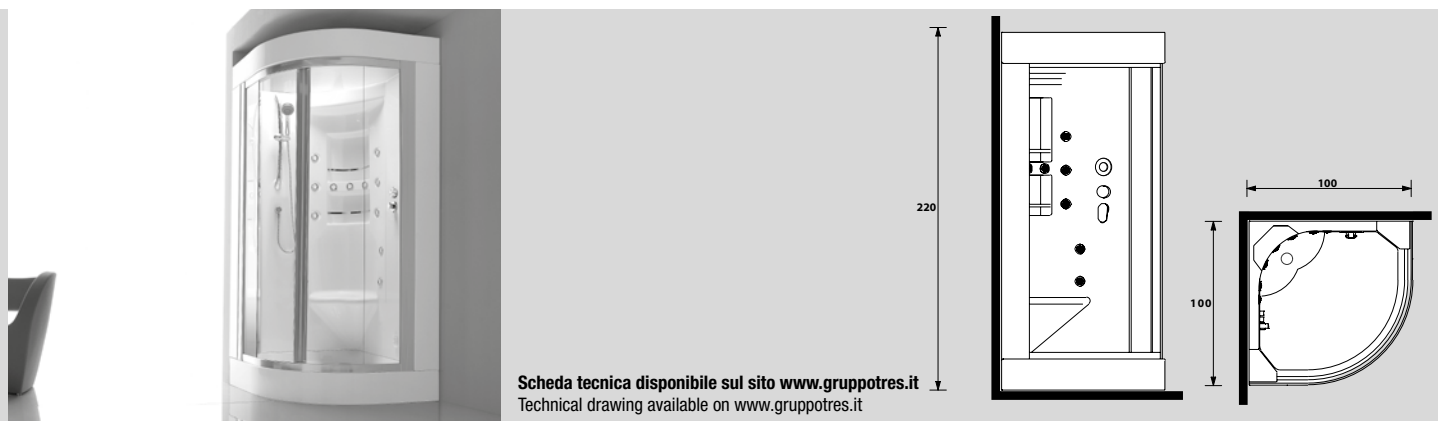 220
100
100
Scheda tecnica disponibile sul sito www.gruppotres.it
Technical drawing available on www.gruppotres.it